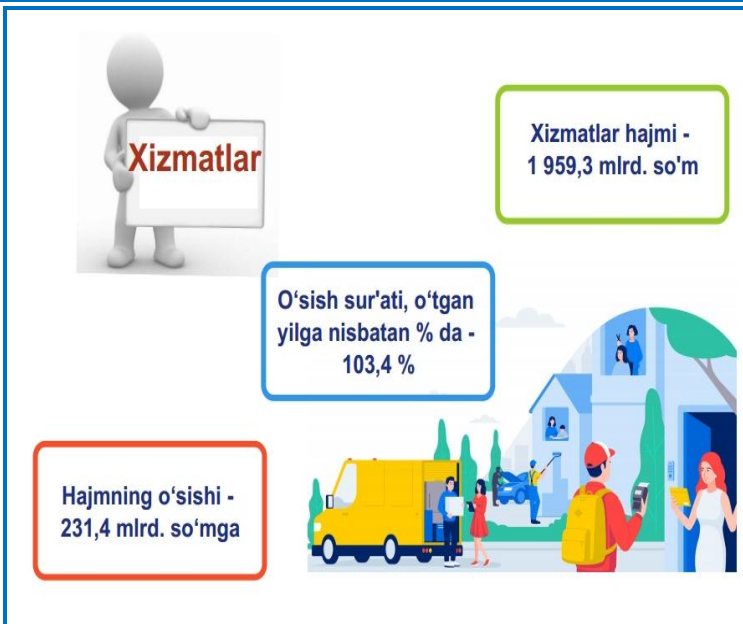 Xizmatlar
Xizmatlar hajmi -
1 959,3 mlrd. so'm
O‘sish sur'ati, o‘tgan
yilga nisbatan % da -
103,4 %
Hajmning o‘sishi -
231,4 mlrd. so‘mga